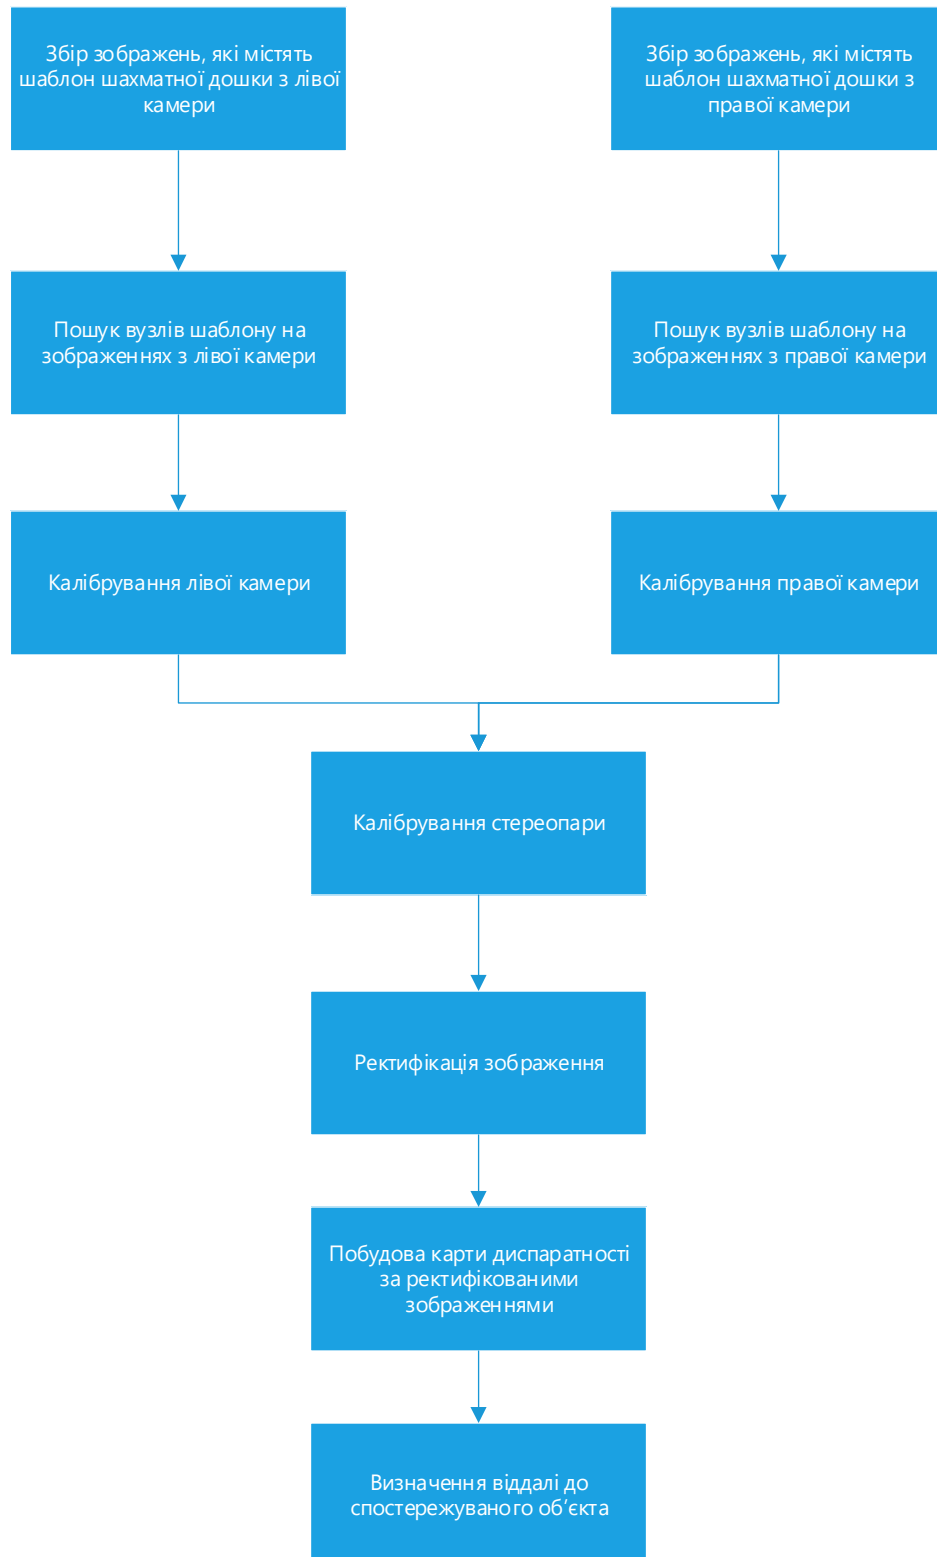 Збір зображень, які містять
шаблон шахматної дошки з лівої
камери
Збір зображень, які містять
шаблон шахматної дошки з
правої камери
Пошук вузлів шаблону на
зображеннях з лівої камери
Пошук вузлів шаблону на
зображеннях з правої камери
Калібрування лівої камери
Калібрування правої камери
Калібрування стереопари
Ректифікація зображення
Побудова карти диспаратності
за ректифікованими
зображеннями
Визначення віддалі до
спостережуваного об’єкта